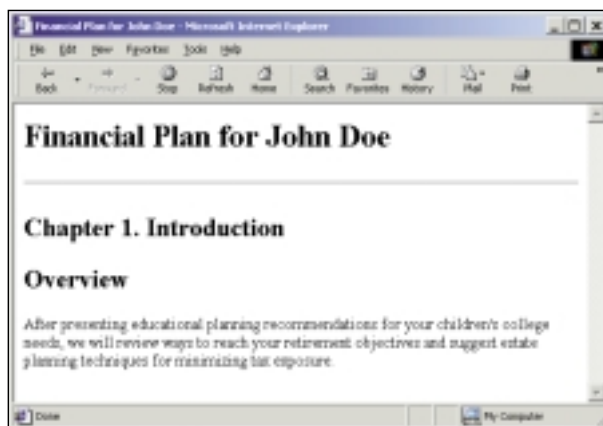 Financial Plan for John Doe - Microsoft Internet Explorer
File Edit View Favorites Tools Help
Back Forward Stop Refresh Home Search Favorites History Mail Print
Financial Plan for John Doe
Chapter 1. Introduction
Overview
After presenting educational planning recommendations for your children's college
needs, we will review ways to reach your retirement objectives and suggest estate
planning techniques for minimizing tax exposure.
Done My Computer